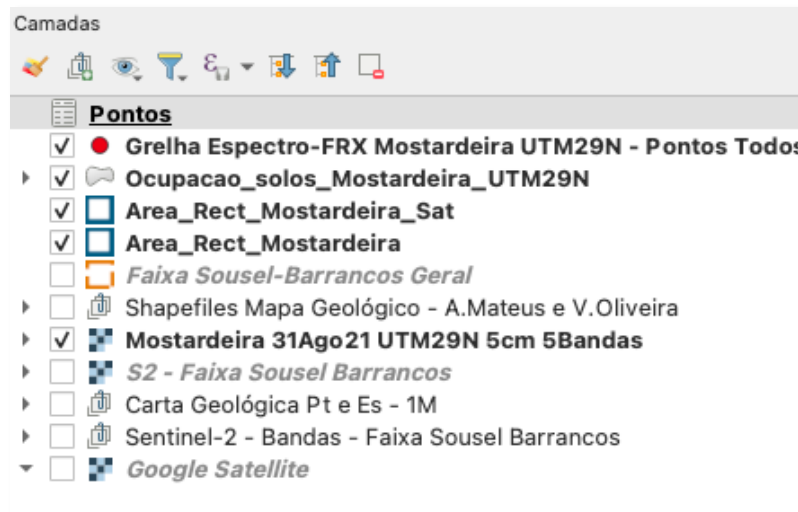 Camadas
Pontos
Grelha Espectro-FRX Mostardeira UTM29N - Pontos Todos
Ocupacao_solos_Mostardeira_UTM29N
Area_Rect_Mostardeira_Sat
Area_Rect_Mostardeira
Faixa Sousel-Barrancos Geral
Shapefiles Mapa Geológico - A.Mateus e V.Oliveira
Mostardeira 31Ago21 UTM29N 5cm 5Bandas
S2 - Faixa Sousel Barrancos
Carta Geológica Pt e Es - 1M
Sentinel-2 - Bandas - Faixa Sousel Barrancos
Google Satellite